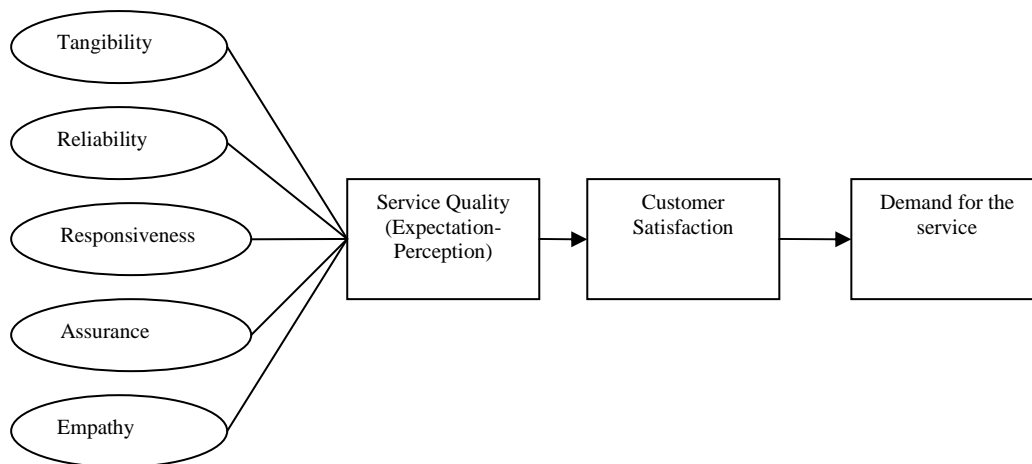 Tangibility
Reliability
Responsiveness
Assurance
Empathy
Service Quality
(Expectation-
Perception)
Customer
Satisfaction
Demand for the
service